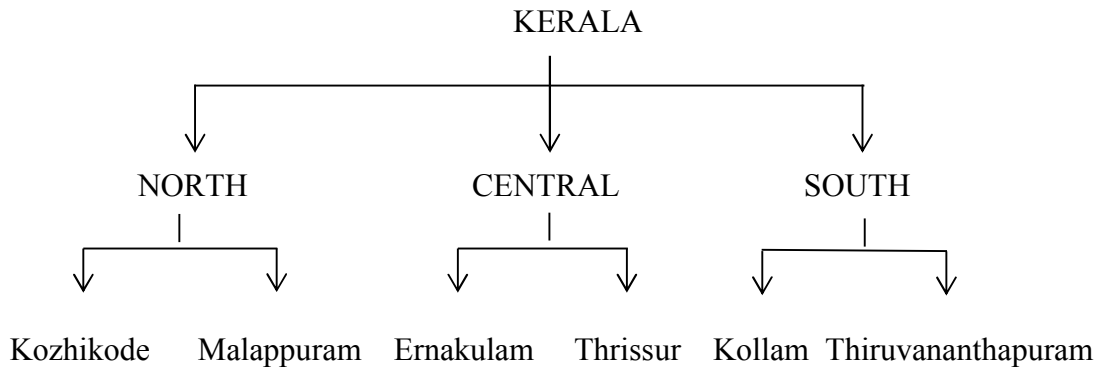 KERALA
NORTH CENTRAL SOUTH
Kozhikode Malappuram Ernakulam Thrissur Kollam Thiruvananthapuram